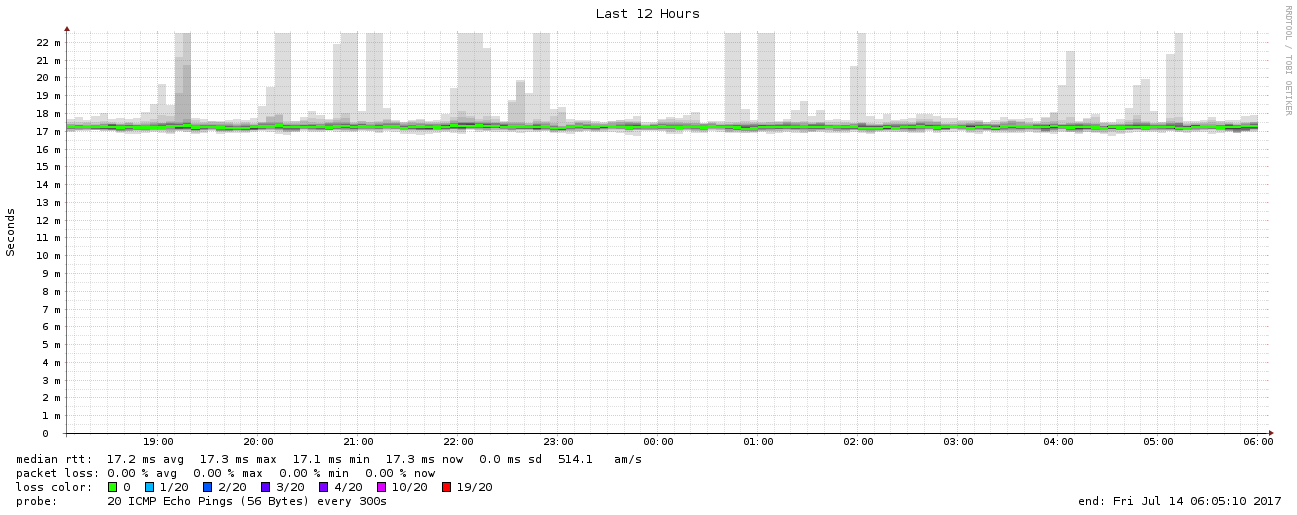 Last 12 Hours
RRDTOOL / TOBI OETIKER
Seconds
22 m
21 m
20 m
19 m
18 m
17 m
16 m
15 m
14 m
13 m
12 m
11 m
10 m
9 m
8 m
7 m
6 m
5 m
4 m
3 m
2 m
1 m
0
19:00 20:00 21:00 22:00 23:00 00:00 01:00 02:00 03:00 04:00 05:00 06:00
median rtt: 17.2 ms avg 17.3 ms max 17.1 ms min 17.3 ms now 0.0 ms sd 514.1 am/s
packet loss: 0.00 % avg 0.00 % max 0.00 % min 0.00 % now
loss color: 0 1/20 2/20 3/20 4/20 10/20 19/20
probe: 20 ICMP Echo Pings (56 Bytes) every 300s end: Fri Jul 14 06:05:10 2017